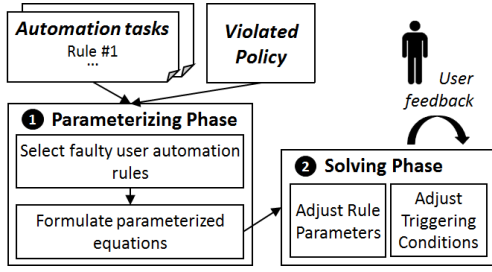 Automation tasks
Rule #1
...
Violated
Policy
User
feedback
1 Parameterizing Phase
Select faulty user automation
rules
Formulate parameterized
equations
2 Solving Phase
Adjust Rule
Parameters
Adjust
Triggering
Conditions